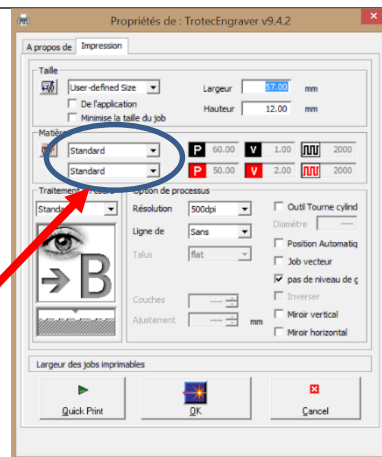 Propriétés de : TrotecEngraver v9.4.2
A propos de Impression
Taille
User-defined Size Largeur 57.00 mm
De l'application Hauteur 12.00 mm
Minimise la taille du job
Standard P 60.00 V 1.00 2000
Standard P 50.00 V 2.00 2000
Option de processus
Résolution 500dpi Outil Tourne cylind
Ligne de Sans Diamètre
Talus flat Position Automatiq
Job vecteur
pas de niveau de g
Couches Inverser
Ajustement mm Miroir vertical
Miroir horizontal
B
Largeur des jobs imprimables
Quick Print OK Cancel